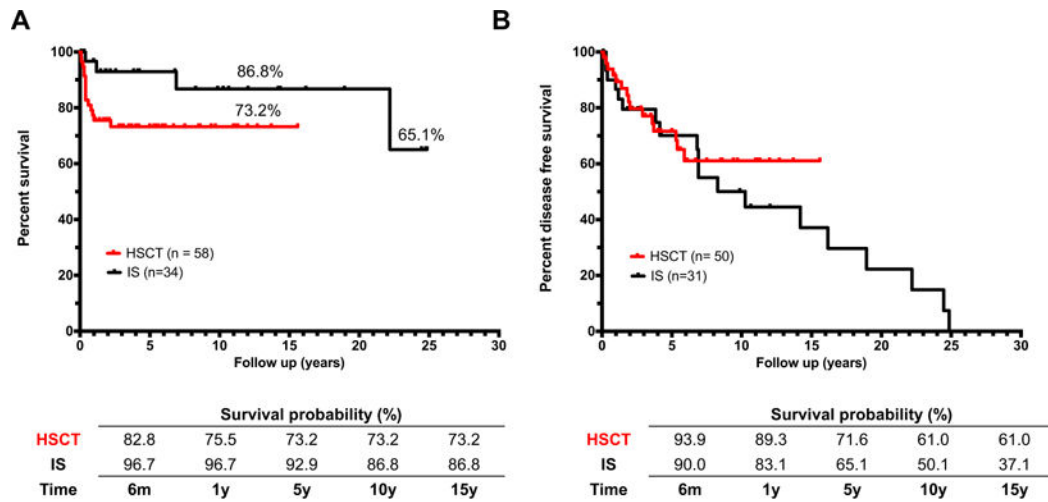 A
100
80
60
40
20
0
Percent survival
86.8%
73.2%
65.1%
HSCT (n = 58)
IS (n=34)
0 5 10 15 20 25 30
Follow up (years)
Survival probability (%)
HSCT 82.8 75.5 73.2 73.2 73.2
IS 96.7 96.7 92.9 86.8 86.8
Time 6m 1y 5y 10y 15y
B
100
80
60
40
20
0
Percent disease free survival
HSCT (n= 50)
IS (n=31)
0 5 10 15 20 25 30
Follow up (years)
Survival probability (%)
HSCT 93.9 89.3 71.6 61.0 61.0
IS 90.0 83.1 65.1 50.1 37.1
Time 6m 1y 5y 10y 15y